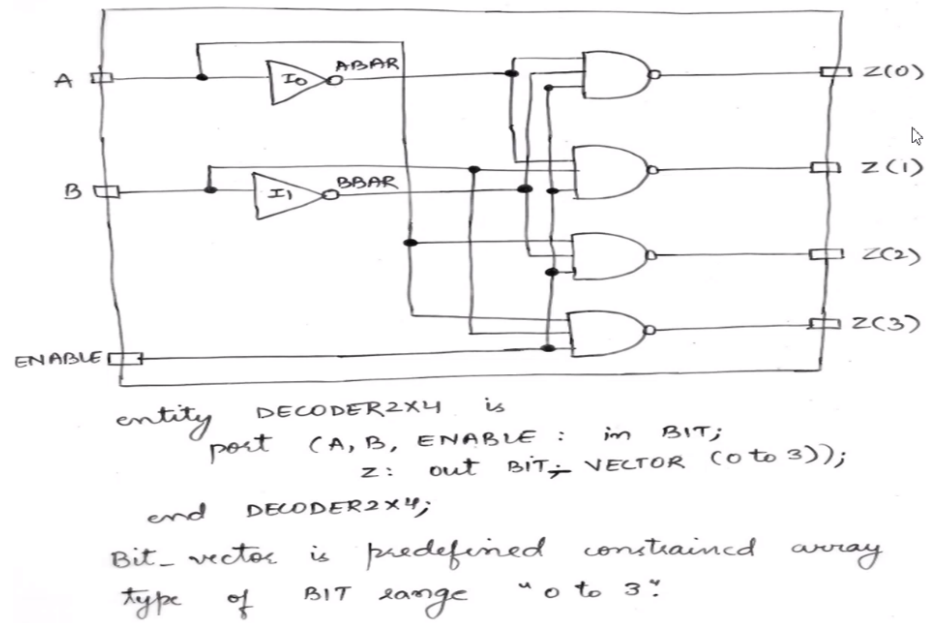 A
I0
ABAR
Z(0)
B
I1
BBAR
Z(1)
Z(2)
Z(3)
ENABLE
entity DECODER2X4 is
port (A, B, ENABLE : in BIT;
Z : out BIT_VECTOR (0 to 3));
end DECODER2X4;
Bit_vector is predefined constrained array
type of BIT range "0 to 3".